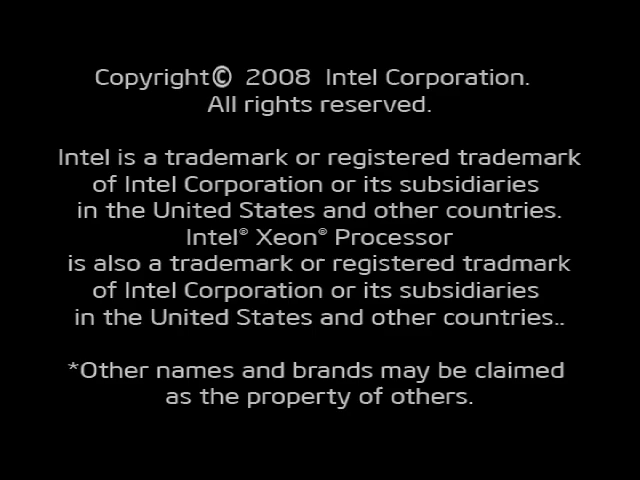 Copyright© 2008 Intel Corporation.
All rights reserved.
Intel is a trademark or registered trademark
of Intel Corporation or its subsidiaries
in the United States and other countries.
Intel® Xeon® Processor
is also a trademark or registered tradmark
of Intel Corporation or its subsidiaries
in the United States and other countries..
*Other names and brands may be claimed
as the property of others.